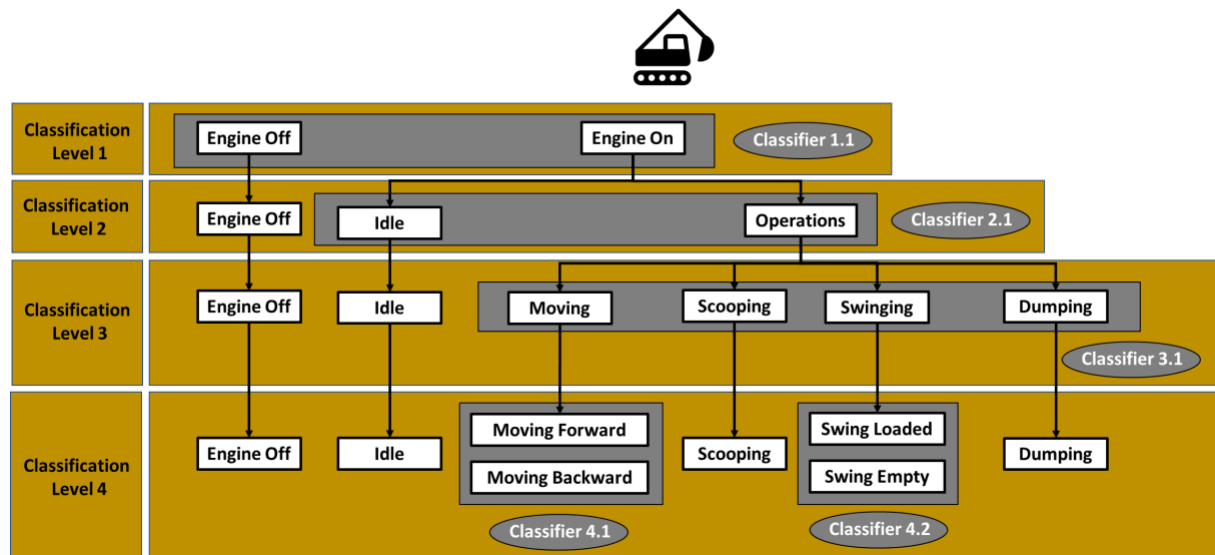 Classification
Level 1
Engine Off
Engine On
Classifier 1.1
Classification
Level 2
Engine Off
Idle
Operations
Classifier 2.1
Classification
Level 3
Engine Off
Idle
Moving
Scooping
Swinging
Dumping
Classifier 3.1
Classification
Level 4
Engine Off
Idle
Moving Forward
Moving Backward
Scooping
Swing Loaded
Swing Empty
Dumping
Classifier 4.1
Classifier 4.2